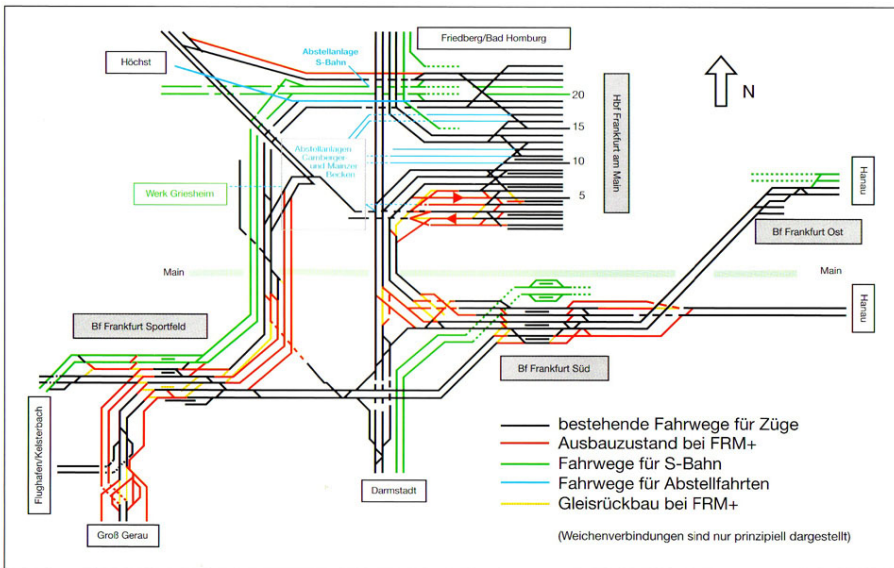 Friedberg/Bad Homburg
Höchst
Abstellanlage
S-Bahn
N
20
15
10
5
Hbf Frankfurt am Main
Abstellanlagen
Camberger
und Mainzer
Becken
Werk Griesheim
Hanau
Bf Frankfurt Ost
Main
Main
Bf Frankfurt Sportfeld
Hanau
Bf Frankfurt Süd
Flughafen/Kelsterbach
Darmstadt
Groß Gerau
bestehende Fahrwege für Züge
Ausbauzustand bei FRM+
Fahrwege für S-Bahn
Fahrwege für Abstellfahrten
Gleisrückbau bei FRM+
(Weichenverbindungen sind nur prinzipiell dargestellt)